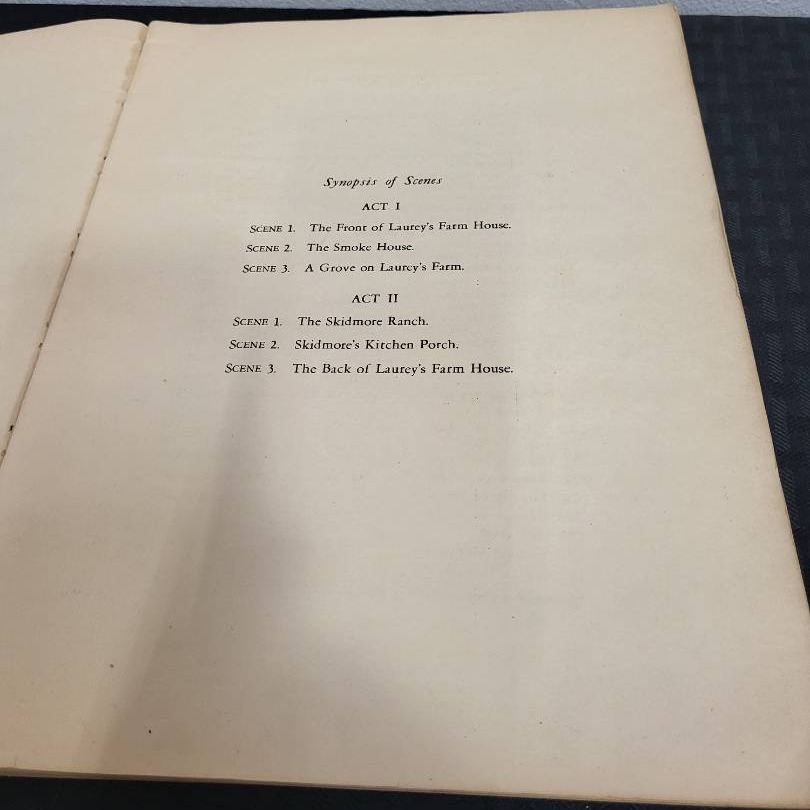 Synopsis of Scenes
ACT I
SCENE 1. The Front of Laurey's Farm House.
SCENE 2. The Smoke House.
SCENE 3. A Grove on Laurey's Farm.
ACT II
SCENE 1. The Skidmore Ranch.
SCENE 2. Skidmore's Kitchen Porch.
SCENE 3. The Back of Laurey's Farm House.